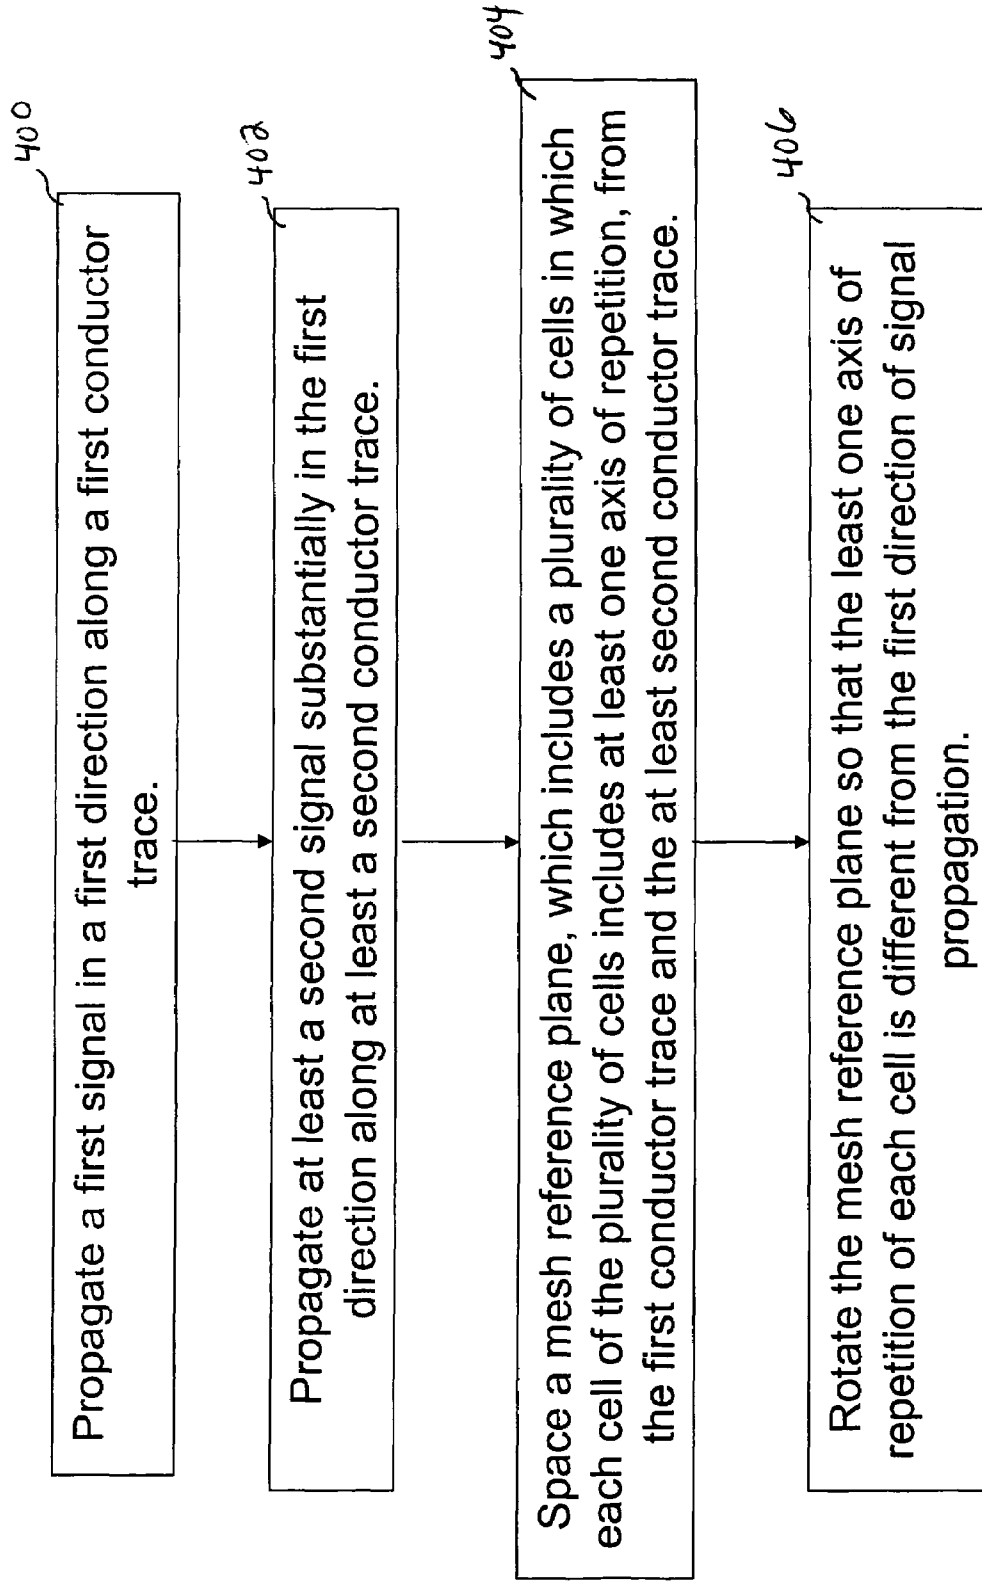 400
Propagate a first signal in a first direction along a first conductor
trace.
402
Propagate at least a second signal substantially in the first
direction along at least a second conductor trace.
404
Space a mesh reference plane, which includes a plurality of cells in which
each cell of the plurality of cells includes at least one axis of repetition, from
the first conductor trace and the at least second conductor trace.
406
Rotate the mesh reference plane so that the least one axis of
repetition of each cell is different from the first direction of signal
propagation.